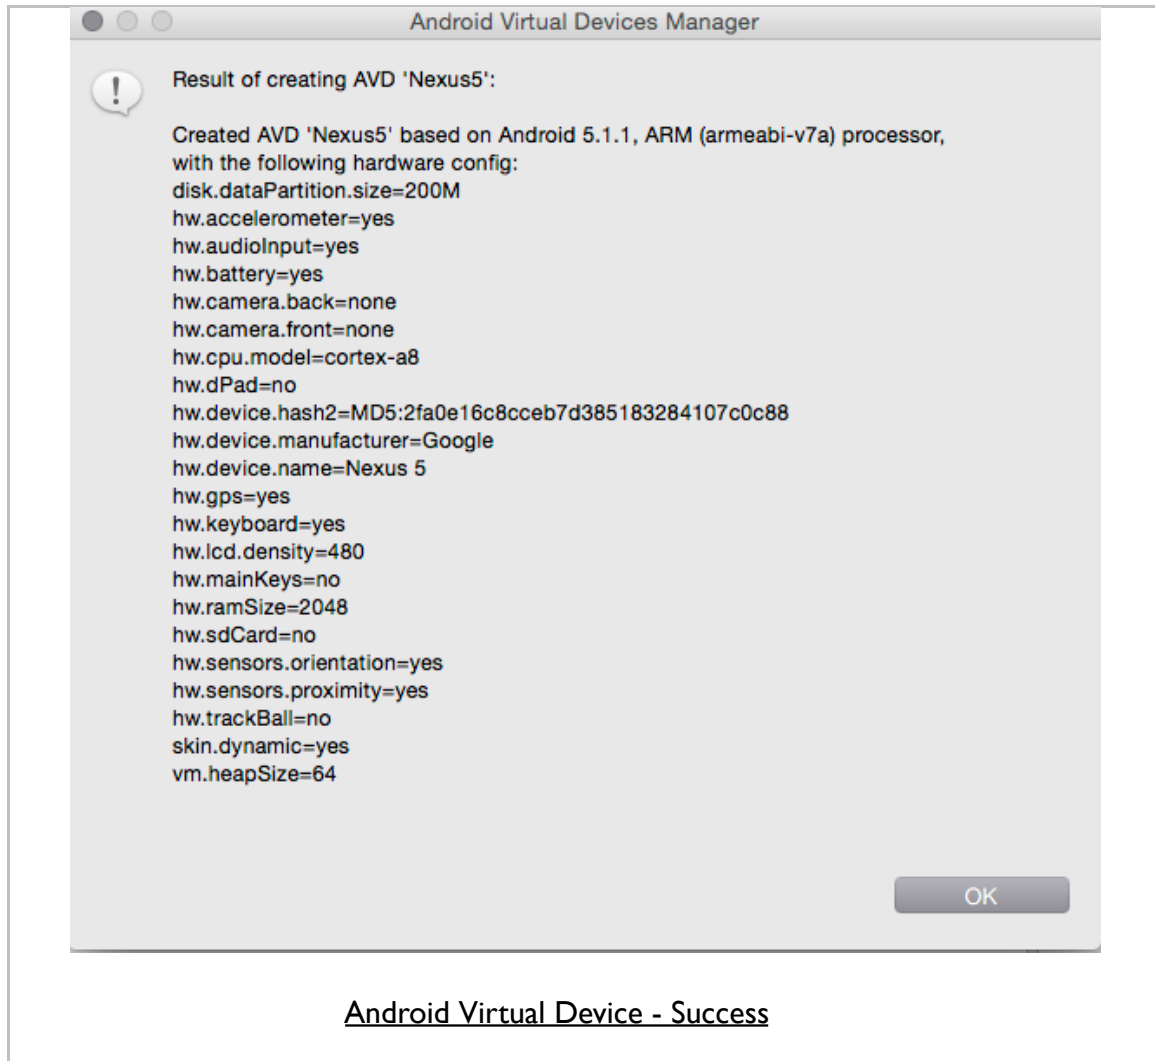 Android Virtual Devices Manager
Result of creating AVD 'Nexus5':
Created AVD 'Nexus5' based on Android 5.1.1, ARM (armeabi-v7a) processor,
with the following hardware config:
disk.dataPartition.size=200M
hw.accelerometer=yes
hw.audioInput=yes
hw.battery=yes
hw.camera.back=none
hw.camera.front=none
hw.cpu.model=cortex-a8
hw.dPad=no
hw.device.hash2=MD5:2fa0e16c8cceb7d385183284107c0c88
hw.device.manufacturer=Google
hw.device.name=Nexus 5
hw.gps=yes
hw.keyboard=yes
hw.lcd.density=480
hw.mainKeys=no
hw.ramSize=2048
hw.sdCard=no
hw.sensors.orientation=yes
hw.sensors.proximity=yes
hw.trackBall=no
skin.dynamic=yes
vm.heapSize=64
OK
Android Virtual Device - Success